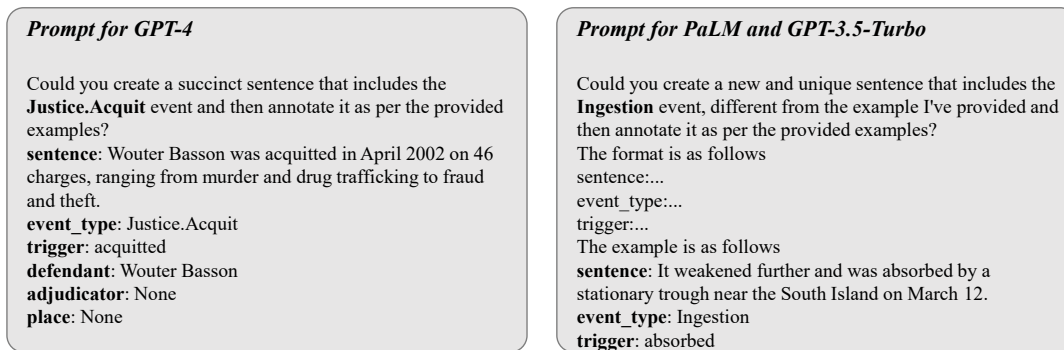 Prompt for GPT-4
Could you create a succinct sentence that includes the
Justice.Acquit event and then annotate it as per the provided
examples?
sentence: Wouter Basson was acquitted in April 2002 on 46
charges, ranging from murder and drug trafficking to fraud
and theft.
event_type: Justice.Acquit
trigger: acquitted
defendant: Wouter Basson
adjudicator: None
place: None
Prompt for PaLM and GPT-3.5-Turbo
Could you create a new and unique sentence that includes the
Ingestion event, different from the example I've provided and
then annotate it as per the provided examples?
The format is as follows
sentence:...
event_type:...
trigger:...
The example is as follows
sentence: It weakened further and was absorbed by a
stationary trough near the South Island on March 12.
event_type: Ingestion
trigger: absorbed